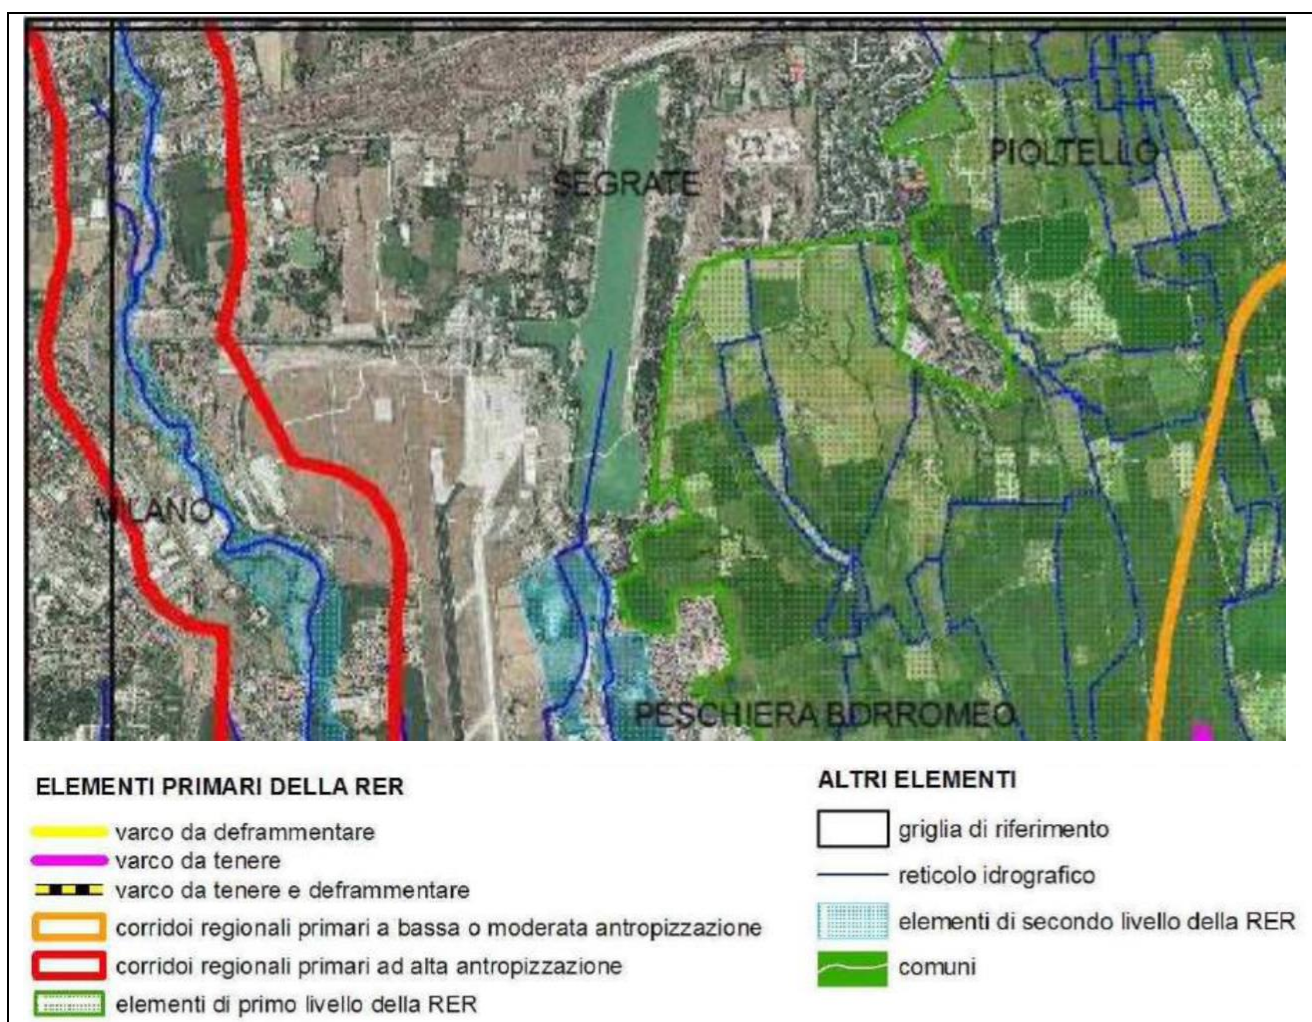 SEGRATE
PIOLTELLO
MILANO
PESCHIERA BORROMEO
ELEMENTI PRIMARI DELLA RER
varco da deframmentare
varco da tenere
varco da tenere e deframmentare
corridoi regionali primari a bassa o moderata antropizzazione
corridoi regionali primari ad alta antropizzazione
elementi di primo livello della RER
ALTRI ELEMENTI
griglia di riferimento
reticolo idrografico
elementi di secondo livello della RER
comuni